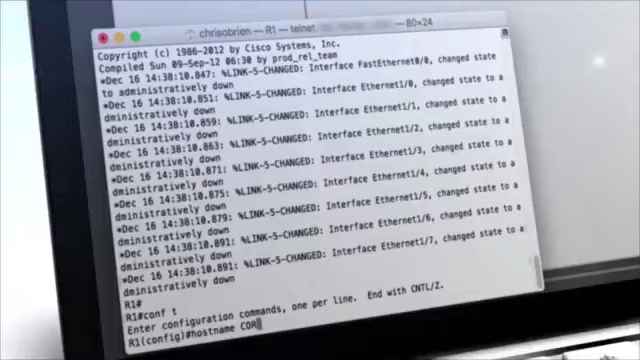 chrisobrien — R1 — telnet — 80×24
Copyright (c) 1986-2012 by Cisco Systems, Inc.
Compiled Sun 09-Sep-12 06:30 by prod_rel_team
*Dec 16 14:38:10.847: %LINK-5-CHANGED: Interface FastEthernet0/0, changed state
to administratively down
*Dec 16 14:38:10.851: %LINK-5-CHANGED: Interface Ethernet1/0, changed state to a
dministratively down
*Dec 16 14:38:10.859: %LINK-5-CHANGED: Interface Ethernet1/1, changed state to a
dministratively down
*Dec 16 14:38:10.863: %LINK-5-CHANGED: Interface Ethernet1/2, changed state to a
dministratively down
*Dec 16 14:38:10.871: %LINK-5-CHANGED: Interface Ethernet1/3, changed state to a
dministratively down
*Dec 16 14:38:10.875: %LINK-5-CHANGED: Interface Ethernet1/4, changed state to a
dministratively down
*Dec 16 14:38:10.879: %LINK-5-CHANGED: Interface Ethernet1/5, changed state to a
dministratively down
*Dec 16 14:38:10.891: %LINK-5-CHANGED: Interface Ethernet1/6, changed state to a
dministratively down
*Dec 16 14:38:10.891: %LINK-5-CHANGED: Interface Ethernet1/7, changed state to a
dministratively down
R1#
R1#conf t
Enter configuration commands, one per line. End with CNTL/Z.
R1(config)#hostname COR